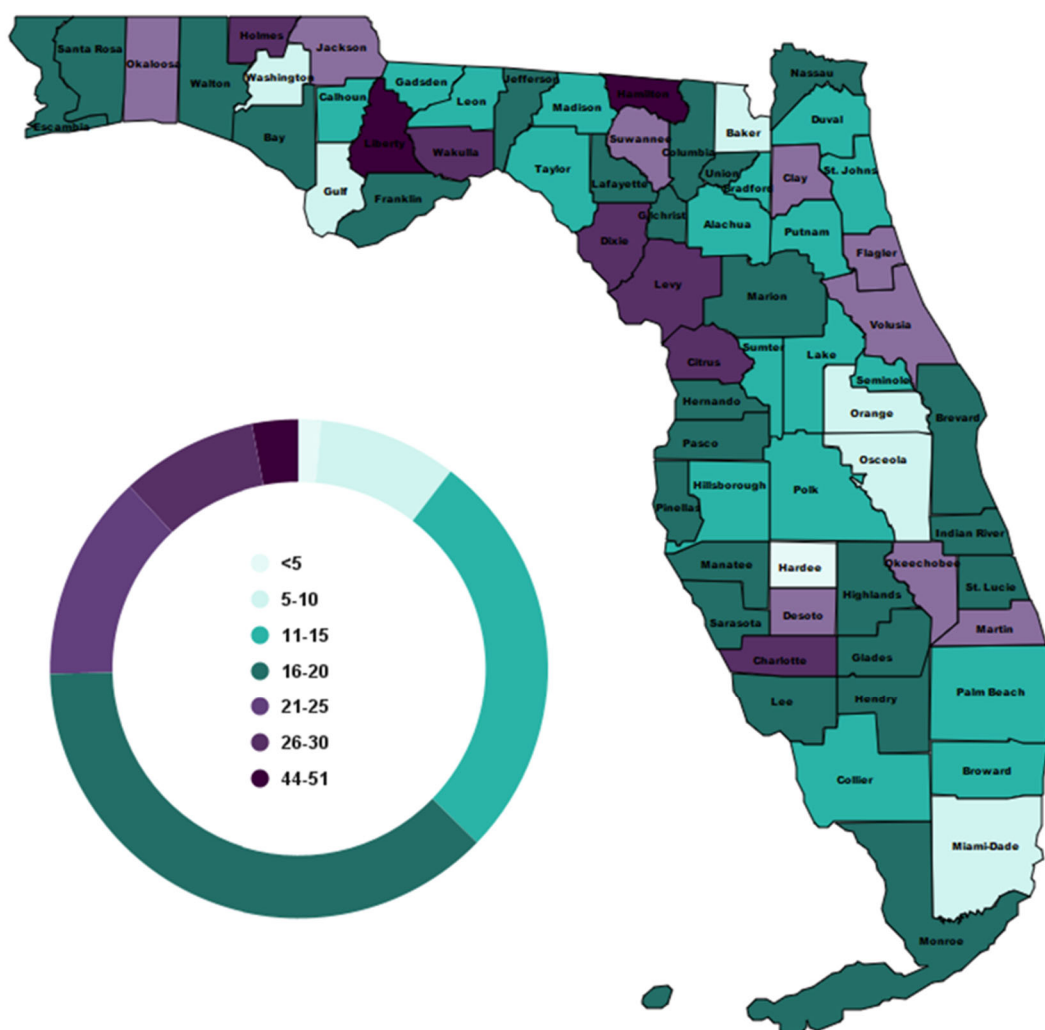 Holmes
Jackson
Santa Rosa
Okaloosa
Walton
Washington
Nassau
Gadsden
Jefferson
Hamilton
Calhoun
Leon
Madison
Duval
Escambia
Bay
Liberty
Wakulla
Suwannee
Columbia
Baker
Taylor
Union
Clay
St. Johns
Gulf
Franklin
Lafayette
Bradford
Gilchrist
Alachua
Putnam
Dixie
Flagler
Levy
Marion
Volusia
Citrus
Sumter
Lake
Seminole
Hernando
Orange
Brevard
Pasco
Osceola
Hillsborough
Polk
Pinellas
Indian River
Manatee
Hardee
Okeechobee
St. Lucie
Highlands
Sarasota
Desoto
Martin
Charlotte
Glades
Lee
Hendry
Palm Beach
Collier
Broward
Miami-Dade
Monroe
<5
5-10
11-15
16-20
21-25
26-30
44-51